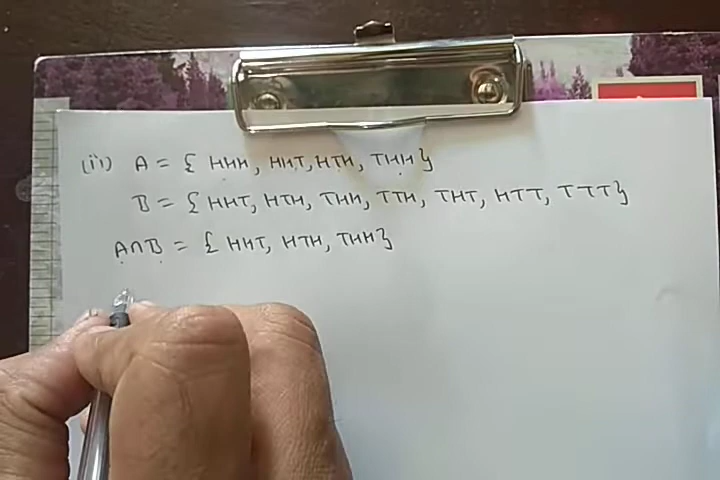 (ii) A = { HHH, HHT, HTH, THH}
B = { HHT, HTH, THH, TTH, THT, HTT, TTT}
A∩B = { HHT, HTH, THH}